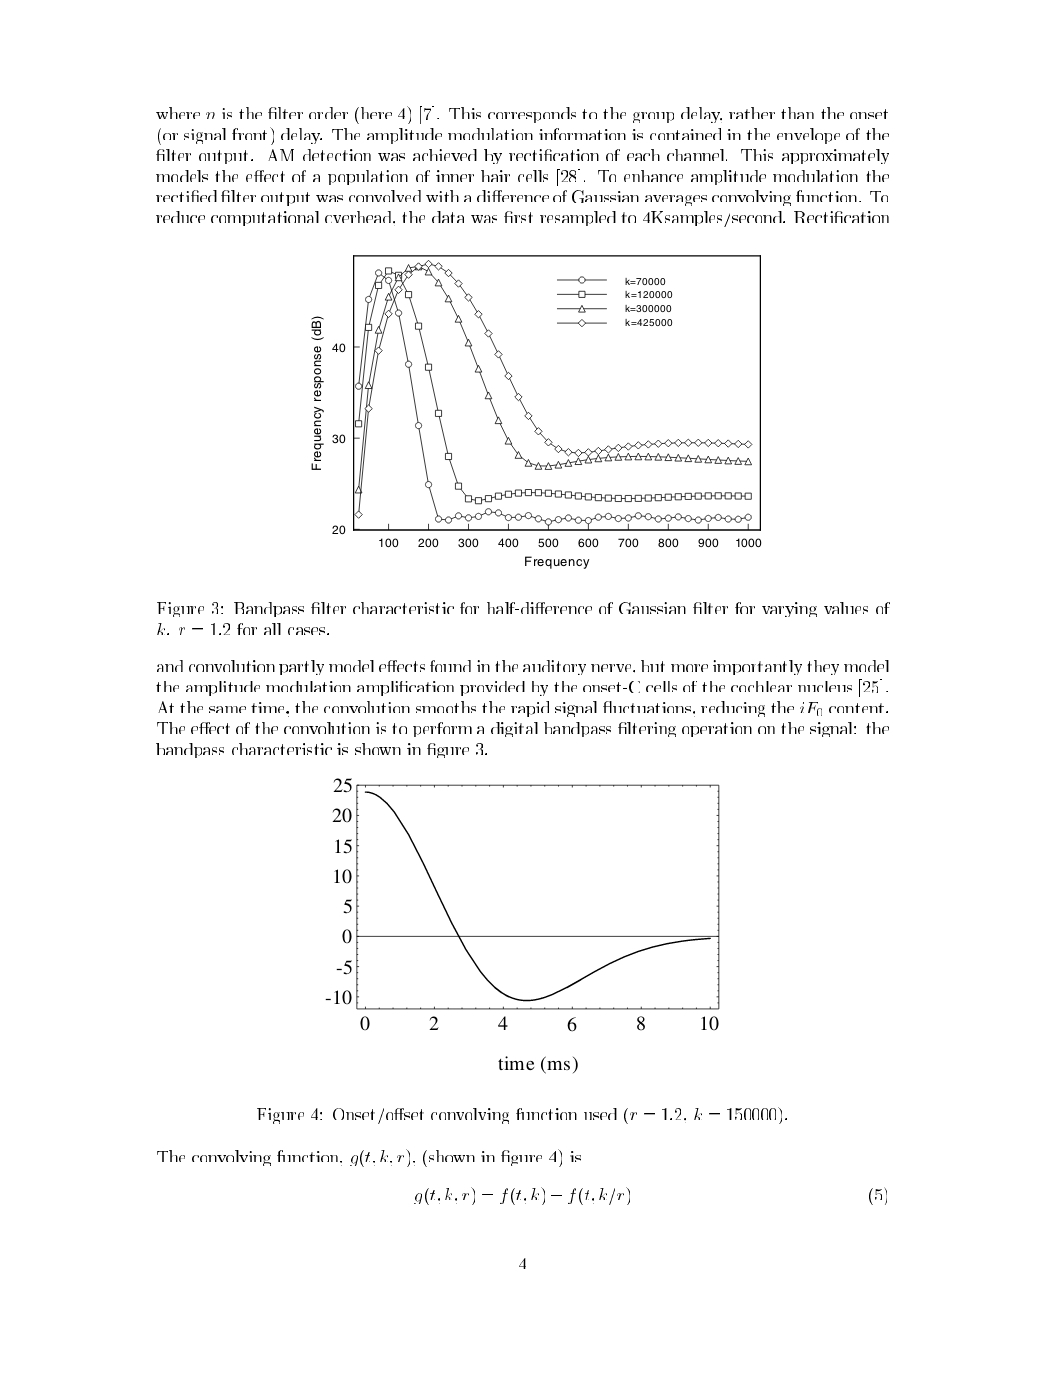 where n is the filter order (here 4) [7]. This corresponds to the group delay, rather than the onset
(or signal front) delay. The amplitude modulation information is contained in the envelope of the
filter output. AM detection was achieved by rectification of each channel. This approximately
models the effect of a population of inner hair cells [28]. To enhance amplitude modulation the
rectified filter output was convolved with a difference of Gaussian averages convolving function. To
reduce computational overhead, the data was first resampled to 4Ksamples/second. Rectification
k=70000
k=120000
k=300000
k=425000
Frequency response (dB)
40
30
20
100 200 300 400 500 600 700 800 900 1000
Frequency
Figure 3: Bandpass filter characteristic for half-difference of Gaussian filter for varying values of
k. r = 1.2 for all cases.
and convolution partly model effects found in the auditory nerve, but more importantly they model
the amplitude modulation amplification provided by the onset-C cells of the cochlear nucleus [25].
At the same time, the convolution smooths the rapid signal fluctuations, reducing the iF₀ content.
The effect of the convolution is to perform a digital bandpass filtering operation on the signal: the
bandpass characteristic is shown in figure 3.
25
20
15
10
5
0
-5
-10
0 2 4 6 8 10
time (ms)
Figure 4: Onset/offset convolving function used (r = 1.2, k = 150000).
The convolving function, g(t, k, r), (shown in figure 4) is
g(t, k, r) = f(t, k) − f(t, k/r) (5)
4